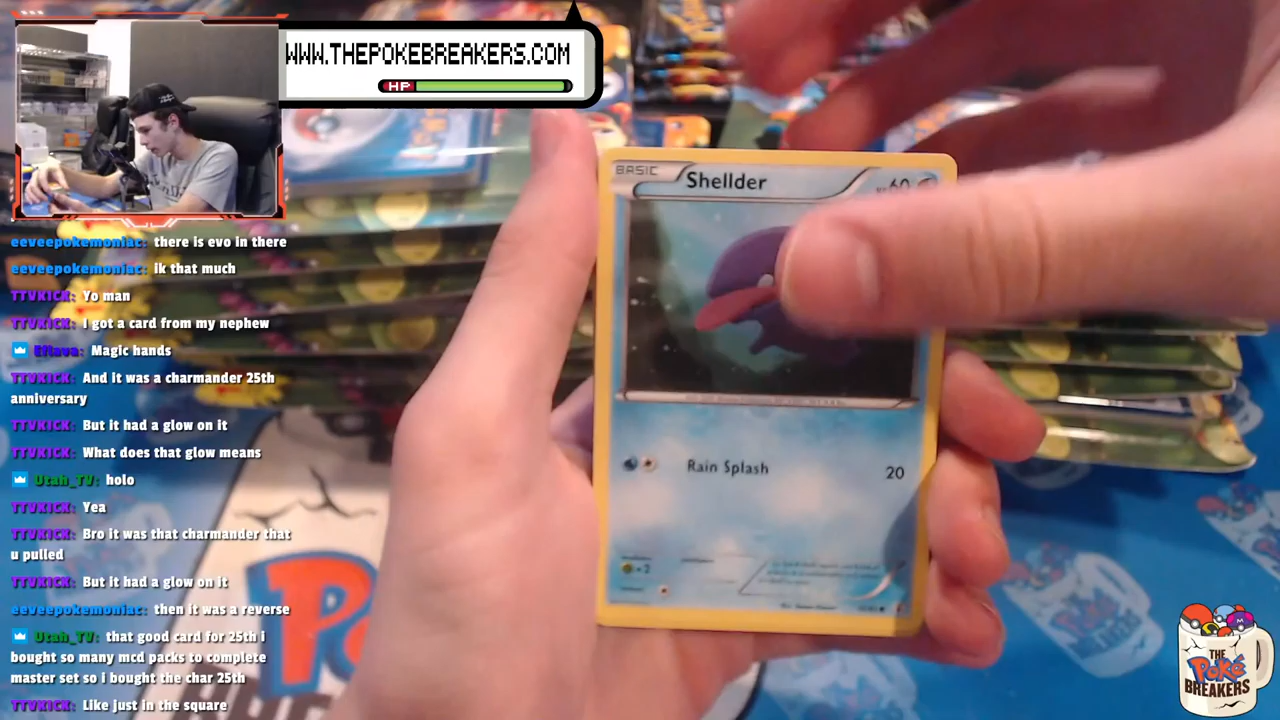 WWW.THEPOKEBREAKERS.COM
HP
eeveepokemoniac: there is evo in there
eeveepokemoniac: ik that much
TTVKICK: Yo man
TTVKICK: I got a card from my nephew
Eflava: Magic hands
TTVKICK: And it was a charmander 25th
anniversary
TTVKICK: But it had a glow on it
TTVKICK: What does that glow means
Utah_TV: holo
TTVKICK: Yea
TTVKICK: Bro it was that charmander that
u pulled
TTVKICK: But it had a glow on it
eeveepokemoniac: then it was a reverse
Utah_TV: that good card for 25th i
bought so many mcd packs to complete
master set so i bought the char 25th
TTVKICK: Like just in the square
BASIC
Shellder
60
Rain Splash 20
×2
THE
Poké
BREAKERS